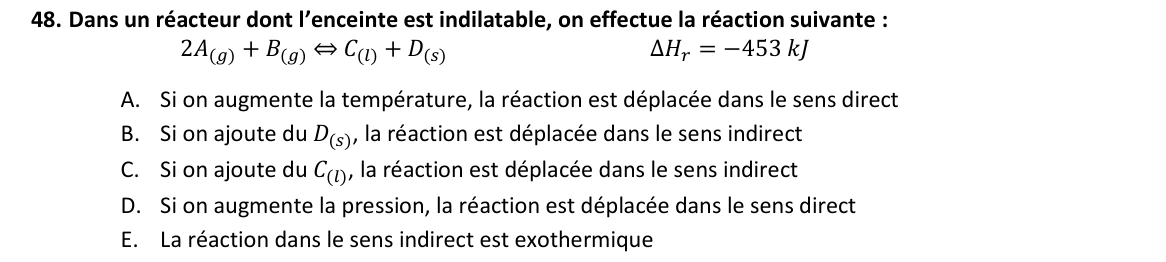 48. Dans un réacteur dont l’enceinte est indilatable, on effectue la réaction suivante :
2A(g) + B(g) ⇔ C(l) + D(s) ΔHr = −453 kJ
A. Si on augmente la température, la réaction est déplacée dans le sens direct
B. Si on ajoute du D(s), la réaction est déplacée dans le sens indirect
C. Si on ajoute du C(l), la réaction est déplacée dans le sens indirect
D. Si on augmente la pression, la réaction est déplacée dans le sens direct
E. La réaction dans le sens indirect est exothermique